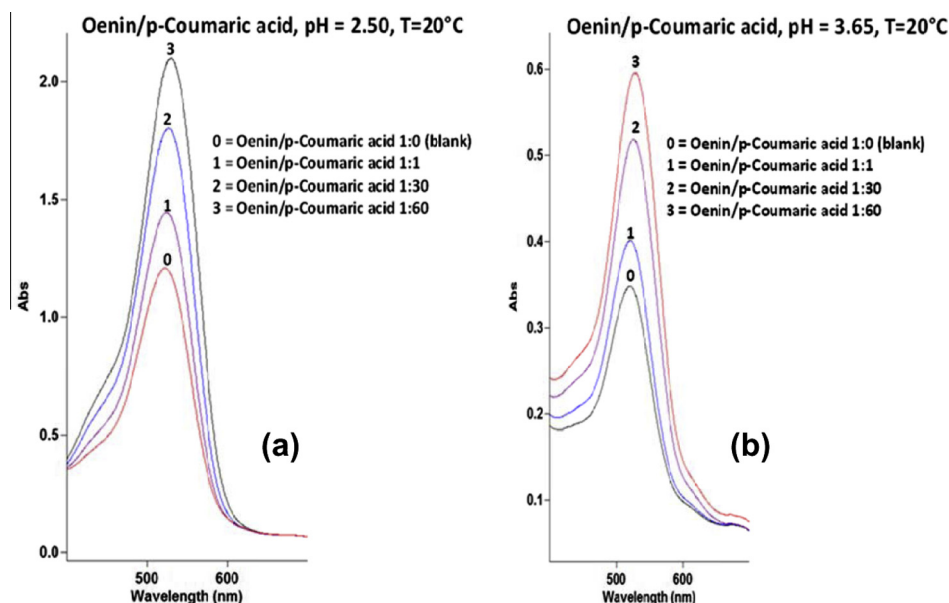 Oenin/p-Coumaric acid, pH = 2.50, T=20°C
3
2.0
2
0 = Oenin/p-Coumaric acid 1:0 (blank)
1 = Oenin/p-Coumaric acid 1:1
2 = Oenin/p-Coumaric acid 1:30
3 = Oenin/p-Coumaric acid 1:60
1.5
1
0
Abs
1.0
0.5
(a)
0.0
500
600
Wavelength (nm)
Oenin/p-Coumaric acid, pH = 3.65, T=20°C
0.6
3
2
0.5
0 = Oenin/p-Coumaric acid 1:0 (blank)
1 = Oenin/p-Coumaric acid 1:1
2 = Oenin/p-Coumaric acid 1:30
3 = Oenin/p-Coumaric acid 1:60
0.4
1
0
Abs
0.3
0.2
(b)
0.1
500
600
Wavelength (nm)